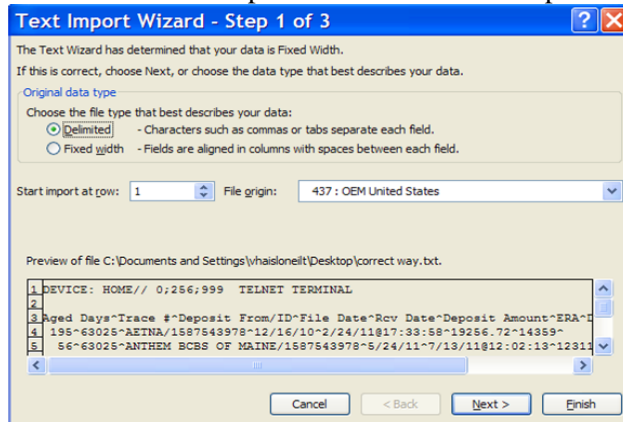 Text Import Wizard - Step 1 of 3
The Text Wizard has determined that your data is Fixed Width.
If this is correct, choose Next, or choose the data type that best describes your data.
Original data type
Choose the file type that best describes your data:
Delimited - Characters such as commas or tabs separate each field.
Fixed width - Fields are aligned in columns with spaces between each field.
Start import at row: 1 File origin: 437 : OEM United States
Preview of file C:\Documents and Settings\vhaisloneilt\Desktop\correct way.txt.
1 DEVICE: HOME// 0;256;999 TELNET TERMINAL
2
3 Aged Days^Trace #^Deposit From/ID^File Date^Rcv Date^Deposit Amount^ERA^D
4 195^63025^AETNA/1587543978^12/16/10^2/24/11@17:33:58^19256.72^14359^
5 56^63025^ANTHEM BCBS OF MAINE/1587543978^5/24/11^7/13/11@12:02:13^12311
Cancel < Back Next > Finish